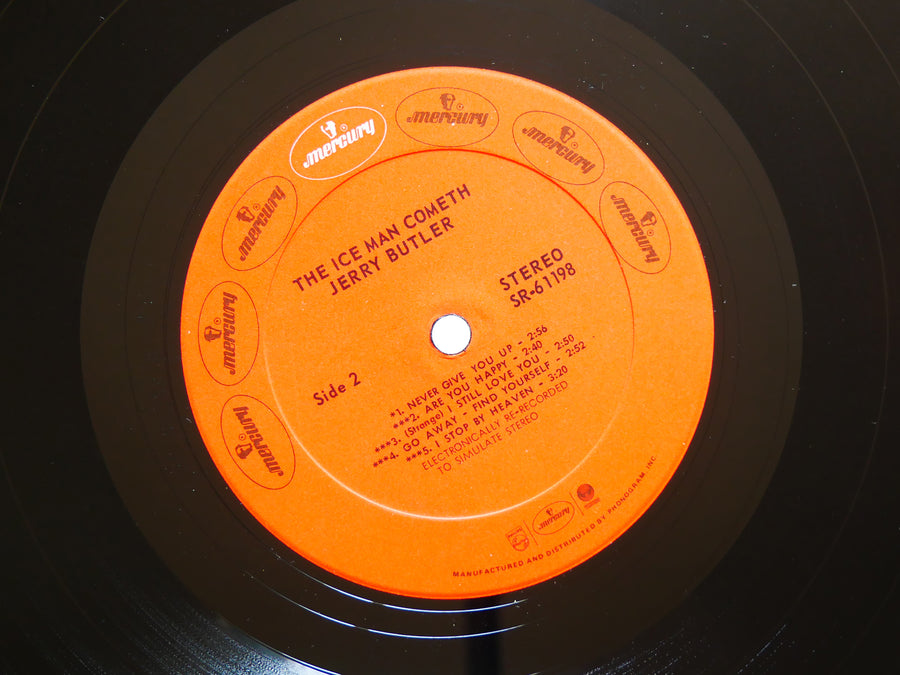 mercury
mercury
mercury
mercury
mercury
mercury
mercury
THE ICE MAN COMETH
JERRY BUTLER
STEREO
SR-61198
Side 2
*1. NEVER GIVE YOU UP - 2:56
***2. ARE YOU HAPPY - 2:40
***3. (Strange) I STILL LOVE YOU - 2:50
***4. GO AWAY - FIND YOURSELF - 2:52
***5. I STOP BY HEAVEN - 3:20
ELECTRONICALLY RE-RECORDED
TO SIMULATE STEREO
mercury
MANUFACTURED AND DISTRIBUTED BY PHONOGRAM, INC.